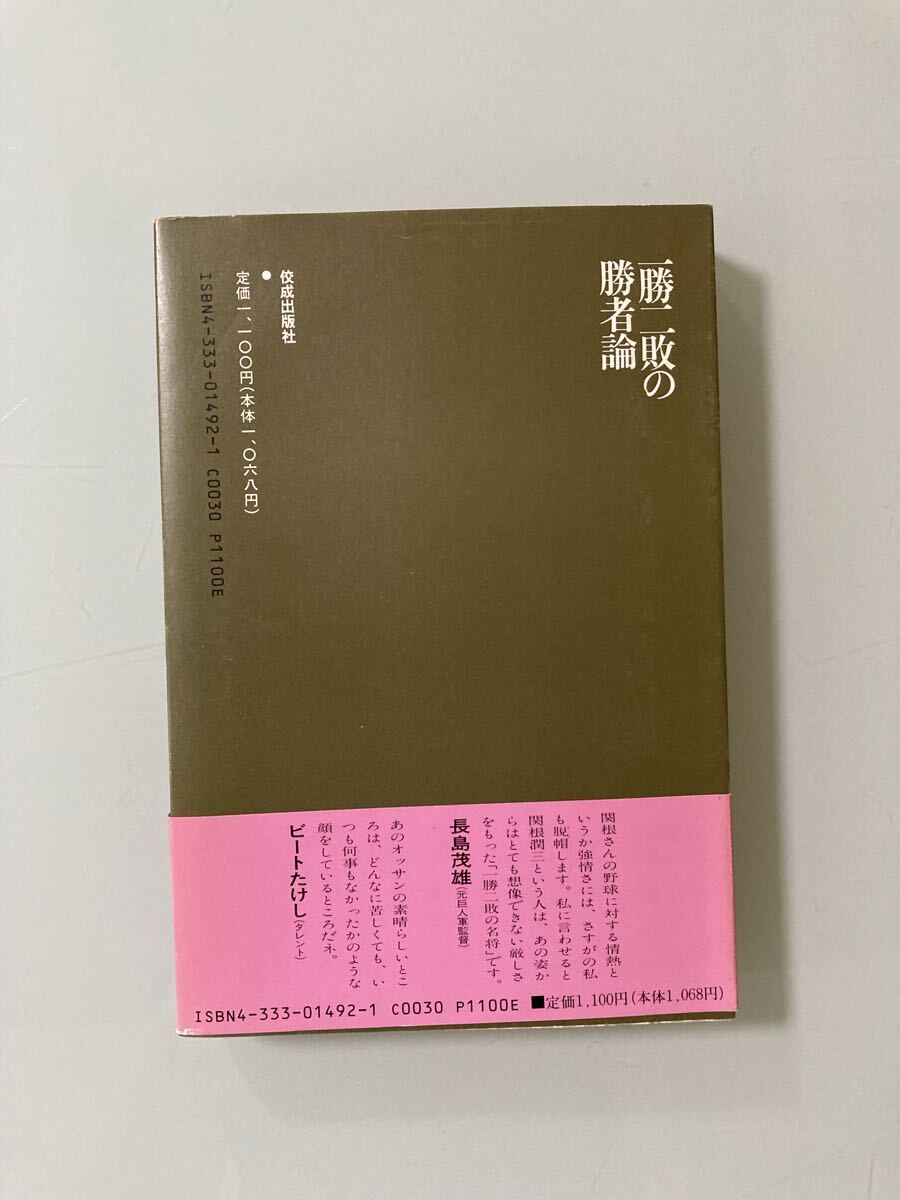 一勝二敗の
勝者論
佼成出版社
●
定価一、一〇〇円(本体一、〇六八円)
ISBN4-333-01492-1 C0030 P1100E
関根さんの野球に対する情熱と
いうか強情さには、さすがの私
も脱帽します。私に言わせると
関根潤三という人は、あの姿か
らはとても想像できない厳しさ
をもった「一勝二敗の名将」です。
長島茂雄(元巨人軍監督)
あのオッサンの素晴らしいとこ
ろは、どんなに苦しくても、い
つも何事もなかったかのような
顔をしているところだネ。
ビートたけし(タレント)
ISBN4-333-01492-1 C0030 P1100E ■定価1,100円(本体1,068円)